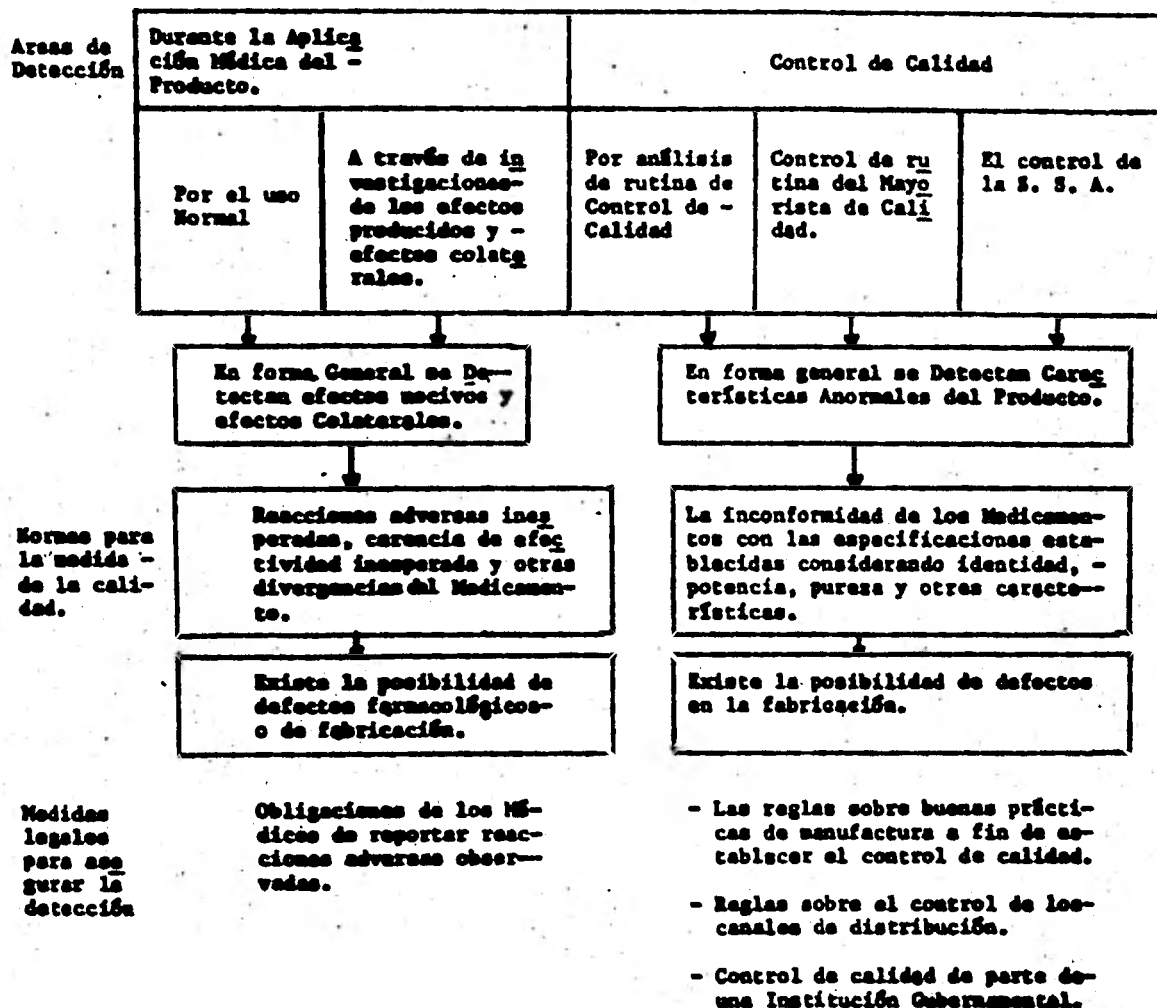 Areas de
Detección
Durante la Aplica
ción Médica del -
Producto.
Control de Calidad
Por el uso
Normal
A través de in
vestigaciones-
de los efectos
producidos y -
efectos colate
rales.
Por análisis
de rutina de
Control de -
Calidad
Control de ru
tina del Mayo
rista de Cali
dad.
El control de
la S. S. A.
En forma General se De-
tectan efectos nocivos y
efectos Colaterales.
En forma general se Detectan Carac
terísticas Anormales del Producto.
Normas para
la medida -
de la cali-
dad.
Reacciones adversas ines
peradas, carencia de efec
tividad inesperada y otras
divergencias del Medicamen-
to.
La inconformidad de los Medicamen-
tos con las especificaciones esta-
blecidas considerando identidad, -
potencia, pureza y otras caracte--
rísticas.
Existe la posibilidad de
defectos farmacológicos-
o de fabricación.
Existe la posibilidad de defectos
en la fabricación.
Medidas
legales
para ase
gurar la
detección
Obligaciones de los Mé-
dicos de reportar reac-
ciones adversas obser--
vadas.
- Las reglas sobre buenas prácti-
cas de manufactura a fin de es-
tablecer el control de calidad.
- Reglas sobre el control de los-
canales de distribución.
- Control de calidad de parte de-
una Institución Gubernamental.